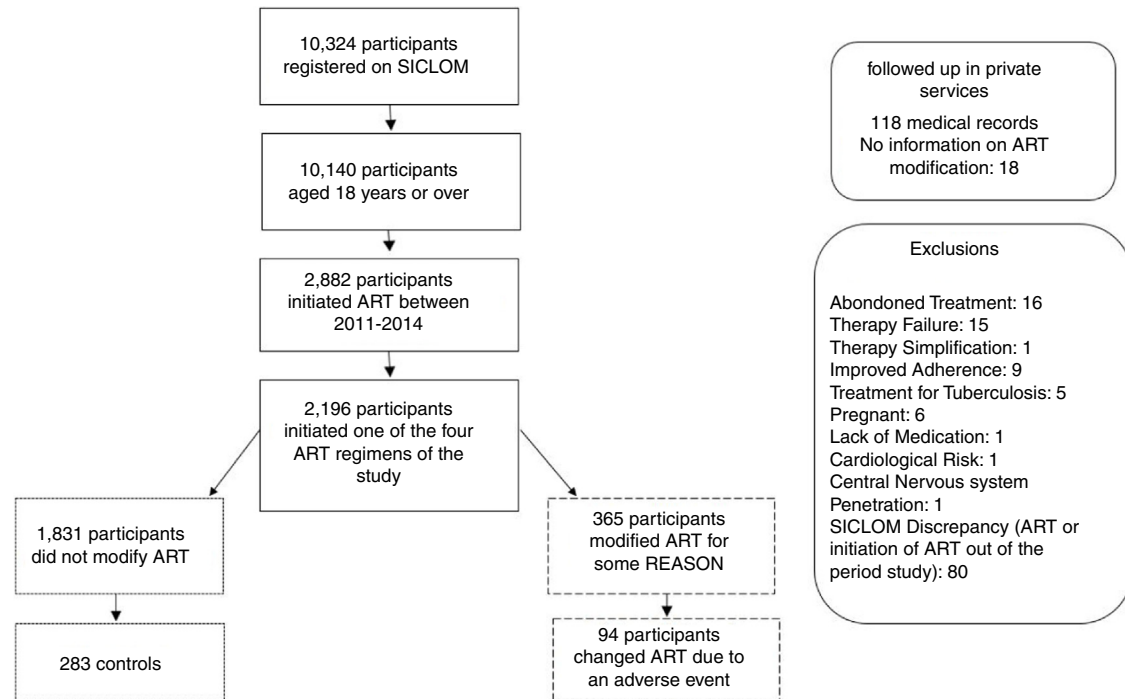 10,324 participants
registered on SICLOM
10,140 participants
aged 18 years or over
2,882 participants
initiated ART between
2011-2014
2,196 participants
initiated one of the four
ART regimens of the
study
1,831 participants
did not modify ART
283 controls
365 participants
modified ART for
some REASON
94 participants
changed ART due to
an adverse event
followed up in private
services
118 medical records
No information on ART
modification: 18
Exclusions
Abondoned Treatment: 16
Therapy Failure: 15
Therapy Simplification: 1
Improved Adherence: 9
Treatment for Tuberculosis: 5
Pregnant: 6
Lack of Medication: 1
Cardiological Risk: 1
Central Nervous system
Penetration: 1
SICLOM Discrepancy (ART or
initiation of ART out of the
period study): 80